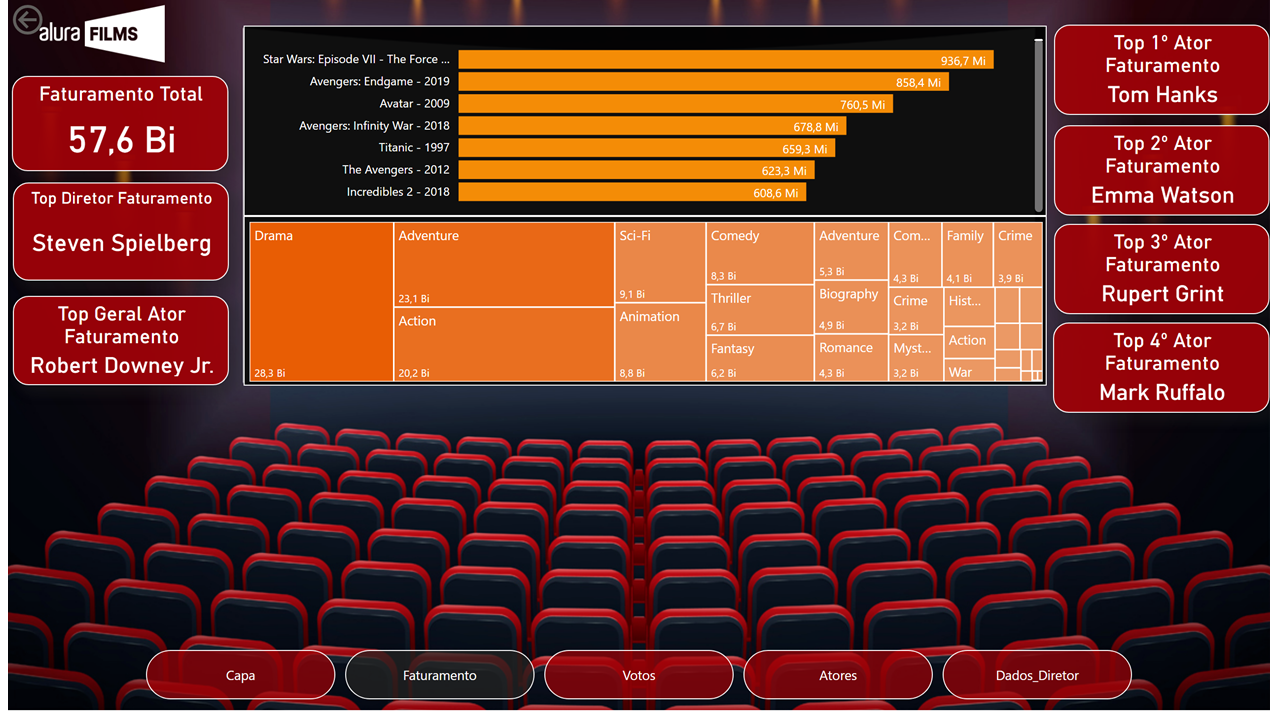 alura FILMS
Faturamento Total
57,6 Bi
Top Diretor Faturamento
Steven Spielberg
Top Geral Ator
Faturamento
Robert Downey Jr.
Star Wars: Episode VII - The Force ...
936,7 Mi
Avengers: Endgame - 2019
858,4 Mi
Avatar - 2009
760,5 Mi
Avengers: Infinity War - 2018
678,8 Mi
Titanic - 1997
659,3 Mi
The Avengers - 2012
623,3 Mi
Incredibles 2 - 2018
608,6 Mi
Drama
28,3 Bi
Adventure
23,1 Bi
Action
20,2 Bi
Sci-Fi
9,1 Bi
Animation
8,8 Bi
Comedy
8,3 Bi
Thriller
6,7 Bi
Fantasy
6,2 Bi
Adventure
5,3 Bi
Biography
4,9 Bi
Romance
4,3 Bi
Com...
4,3 Bi
Crime
3,2 Bi
Myst...
3,2 Bi
Family
4,1 Bi
Hist...
Action
War
Crime
3,9 Bi
Top 1º Ator
Faturamento
Tom Hanks
Top 2º Ator
Faturamento
Emma Watson
Top 3º Ator
Faturamento
Rupert Grint
Top 4º Ator
Faturamento
Mark Ruffalo
Capa
Faturamento
Votos
Atores
Dados_Diretor